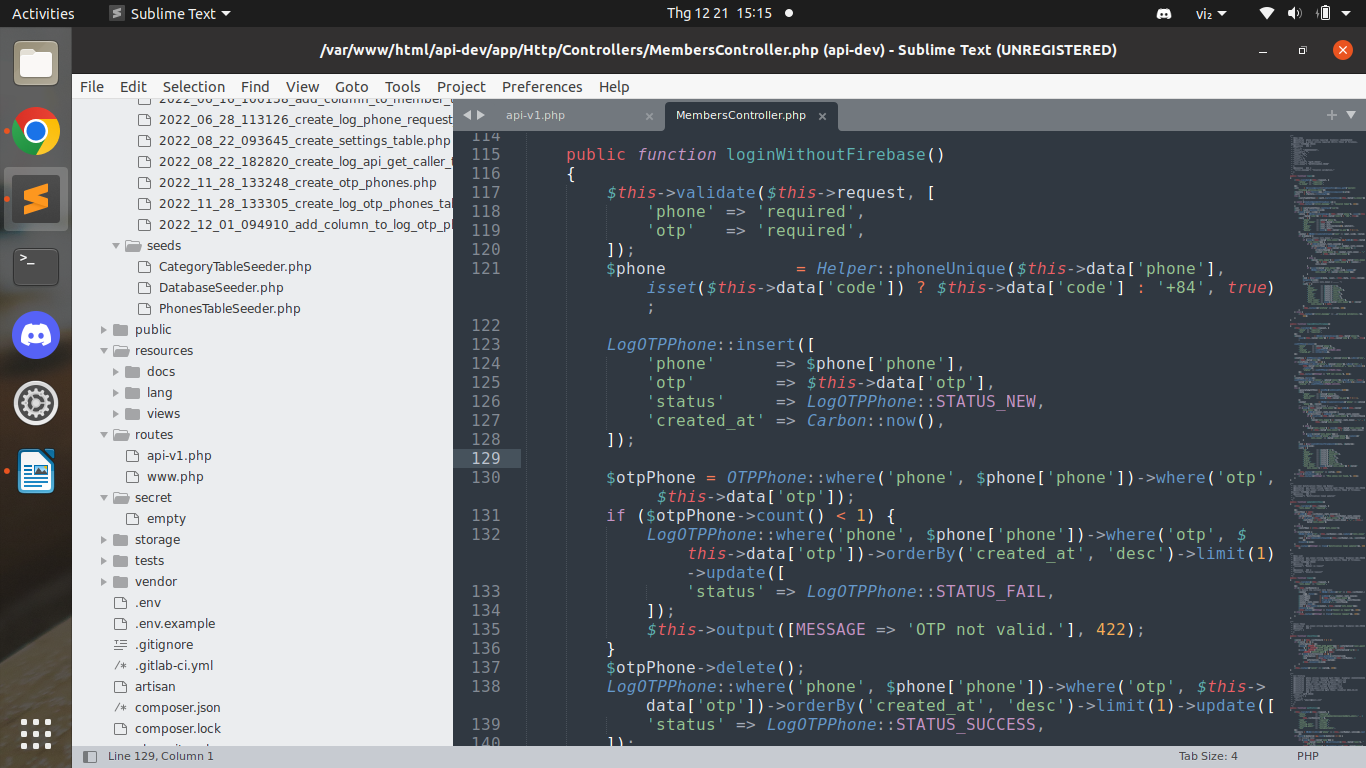 Activities
Sublime Text
Thg 12 21 15:15
vi₂
/var/www/html/api-dev/app/Http/Controllers/MembersController.php (api-dev) - Sublime Text (UNREGISTERED)
File Edit Selection Find View Goto Tools Project Preferences Help
2022_06_28_113126_create_log_phone_request
2022_08_22_093645_create_settings_table.php
2022_08_22_182820_create_log_api_get_caller_
2022_11_28_133248_create_otp_phones.php
2022_11_28_133305_create_log_otp_phones_ta
2022_12_01_094910_add_column_to_log_otp_p
seeds
CategoryTableSeeder.php
DatabaseSeeder.php
PhonesTableSeeder.php
public
resources
docs
lang
views
routes
api-v1.php
www.php
secret
empty
storage
tests
vendor
.env
.env.example
.gitignore
.gitlab-ci.yml
artisan
composer.json
composer.lock
api-v1.php × MembersController.php ×
114
115 public function loginWithoutFirebase()
116 {
117 $this->validate($this->request, [
118 'phone' => 'required',
119 'otp' => 'required',
120 ]);
121 $phone = Helper::phoneUnique($this->data['phone'],
isset($this->data['code']) ? $this->data['code'] : '+84', true)
;
122
123 LogOTPPhone::insert([
124 'phone' => $phone['phone'],
125 'otp' => $this->data['otp'],
126 'status' => LogOTPPhone::STATUS_NEW,
127 'created_at' => Carbon::now(),
128 ]);
129
130 $otpPhone = OTPPhone::where('phone', $phone['phone'])->where('otp',
$this->data['otp']);
131 if ($otpPhone->count() < 1) {
132 LogOTPPhone::where('phone', $phone['phone'])->where('otp', $
this->data['otp'])->orderBy('created_at', 'desc')->limit(1)
->update([
133 'status' => LogOTPPhone::STATUS_FAIL,
134 ]);
135 $this->output([MESSAGE => 'OTP not valid.'], 422);
136 }
137 $otpPhone->delete();
138 LogOTPPhone::where('phone', $phone['phone'])->where('otp', $this->
data['otp'])->orderBy('created_at', 'desc')->limit(1)->update([
139 'status' => LogOTPPhone::STATUS_SUCCESS,
140 ]);
Line 129, Column 1
Tab Size: 4
PHP